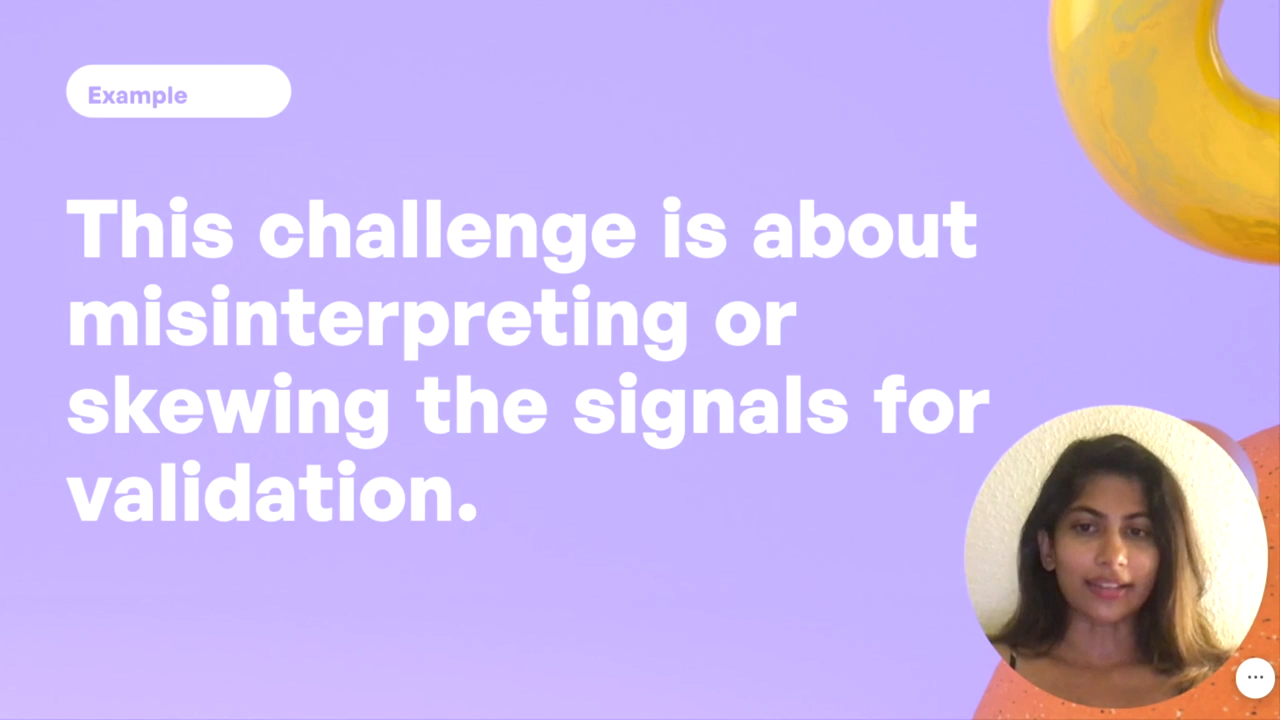 Example
This challenge is about
misinterpreting or
skewing the signals for
validation.